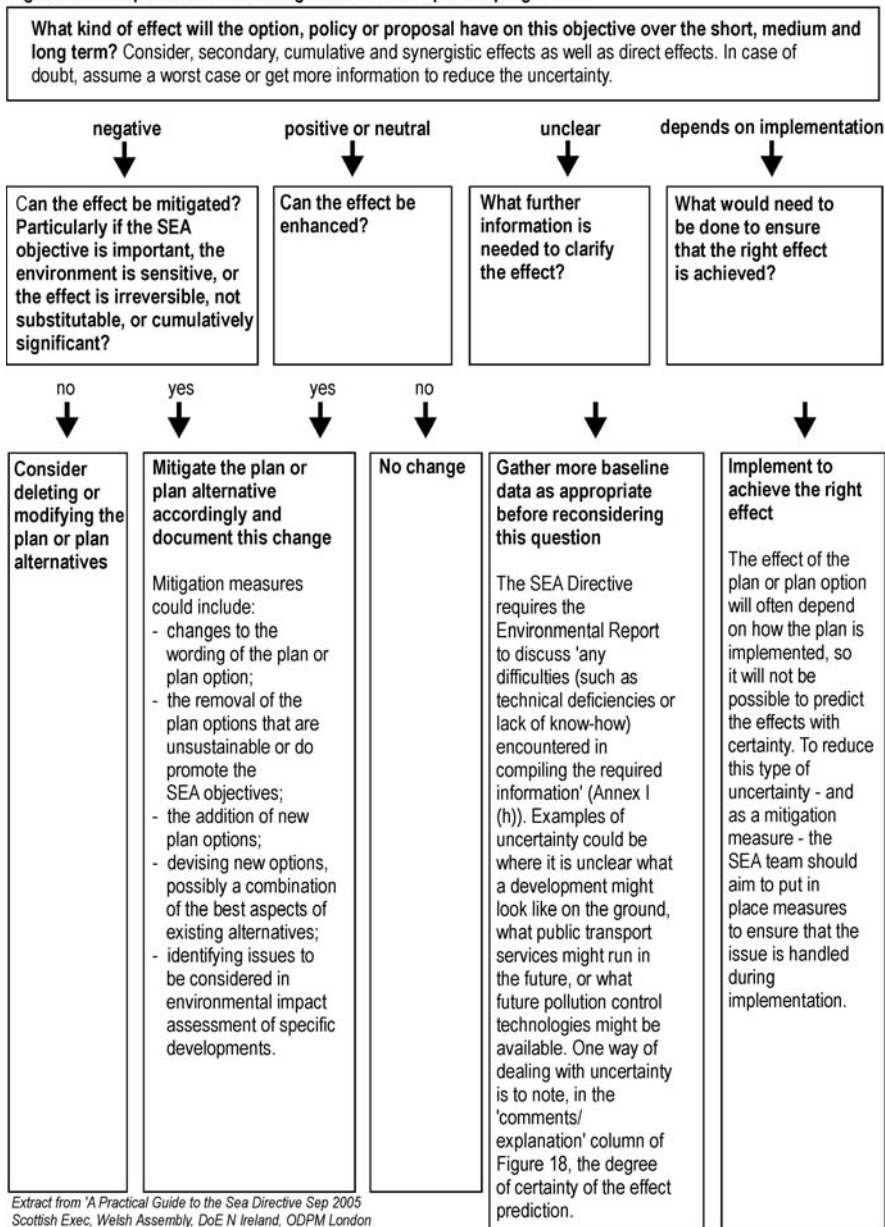 What kind of effect will the option, policy or proposal have on this objective over the short, medium and
long term? Consider, secondary, cumulative and synergistic effects as well as direct effects. In case of
doubt, assume a worst case or get more information to reduce the uncertainty.
negative
positive or neutral
unclear
depends on implementation
Can the effect be mitigated?
Particularly if the SEA
objective is important, the
environment is sensitive, or
the effect is irreversible, not
substitutable, or cumulatively
significant?
Can the effect be
enhanced?
What further
information is
needed to clarify
the effect?
What would need to
be done to ensure
that the right effect
is achieved?
no
yes
yes
no
Consider
deleting or
modifying the
plan or plan
alternatives
Mitigate the plan or
plan alternative
accordingly and
document this change
Mitigation measures
could include:
- changes to the
wording of the plan or
plan option;
- the removal of the
plan options that are
unsustainable or do
promote the
SEA objectives;
- the addition of new
plan options;
- devising new options,
possibly a combination
of the best aspects of
existing alternatives;
- identifying issues to
be considered in
environmental impact
assessment of specific
developments.
No change
Gather more baseline
data as appropriate
before reconsidering
this question
The SEA Directive
requires the
Environmental Report
to discuss 'any
difficulties (such as
technical deficiencies or
lack of know-how)
encountered in
compiling the required
information' (Annex I
(h)). Examples of
uncertainty could be
where it is unclear what
a development might
look like on the ground,
what public transport
services might run in
the future, or what
future pollution control
technologies might be
available. One way of
dealing with uncertainty
is to note, in the
'comments/
explanation' column of
Figure 18, the degree
of certainty of the effect
prediction.
Implement to
achieve the right
effect
The effect of the
plan or plan option
will often depend
on how the plan is
implemented, so
it will not be
possible to predict
the effects with
certainty. To reduce
this type of
uncertainty - and
as a mitigation
measure - the
SEA team should
aim to put in
place measures
to ensure that the
issue is handled
during
implementation.
Extract from 'A Practical Guide to the Sea Directive Sep 2005
Scottish Exec, Welsh Assembly, DoE N Ireland, ODPM London